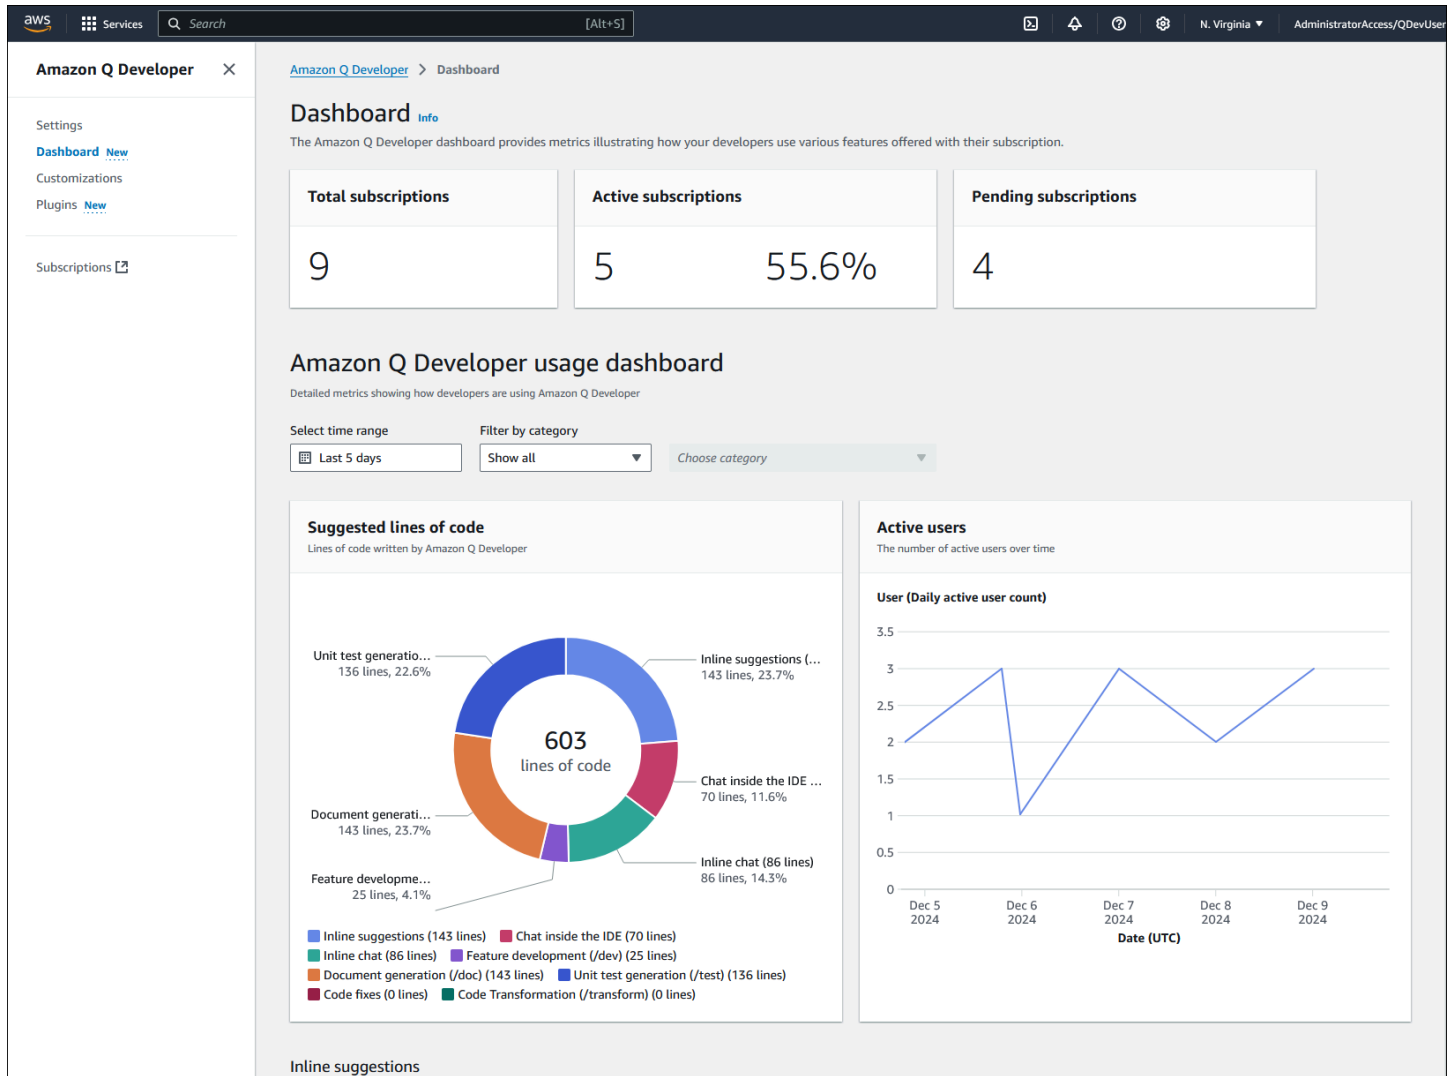 aws
Services
Search
[Alt+S]
N. Virginia
AdministratorAccess/QDevUser
Amazon Q Developer
Settings
Dashboard New
Customizations
Plugins New
Subscriptions
Amazon Q Developer > Dashboard
Dashboard Info
The Amazon Q Developer dashboard provides metrics illustrating how your developers use various features offered with their subscription.
Total subscriptions
9
Active subscriptions
5 55.6%
Pending subscriptions
4
Amazon Q Developer usage dashboard
Detailed metrics showing how developers are using Amazon Q Developer
Select time range
Last 5 days
Filter by category
Show all
Choose category
Suggested lines of code
Lines of code written by Amazon Q Developer
Unit test generatio...
136 lines, 22.6%
Inline suggestions (...
143 lines, 23.7%
603
lines of code
Chat inside the IDE ...
70 lines, 11.6%
Document generati...
143 lines, 23.7%
Inline chat (86 lines)
86 lines, 14.3%
Feature developme...
25 lines, 4.1%
Inline suggestions (143 lines) Chat inside the IDE (70 lines)
Inline chat (86 lines) Feature development (/dev) (25 lines)
Document generation (/doc) (143 lines) Unit test generation (/test) (136 lines)
Code fixes (0 lines) Code Transformation (/transform) (0 lines)
Active users
The number of active users over time
User (Daily active user count)
3.5
3
2.5
2
1.5
1
0.5
0
Dec 5 Dec 6 Dec 7 Dec 8 Dec 9
2024 2024 2024 2024 2024
Date (UTC)
Inline suggestions